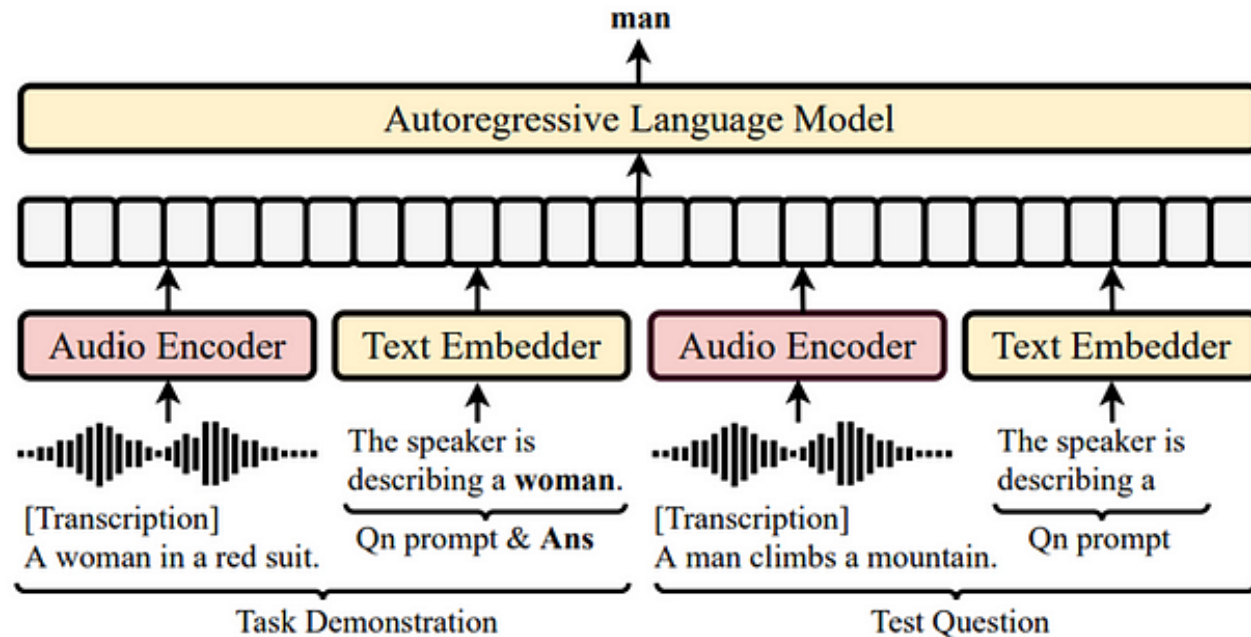 man
Autoregressive Language Model
Audio Encoder
Text Embedder
Audio Encoder
Text Embedder
The speaker is
describing a woman.
Qn prompt & Ans
[Transcription]
A woman in a red suit.
The speaker is
describing a
Qn prompt
[Transcription]
A man climbs a mountain.
Task Demonstration
Test Question